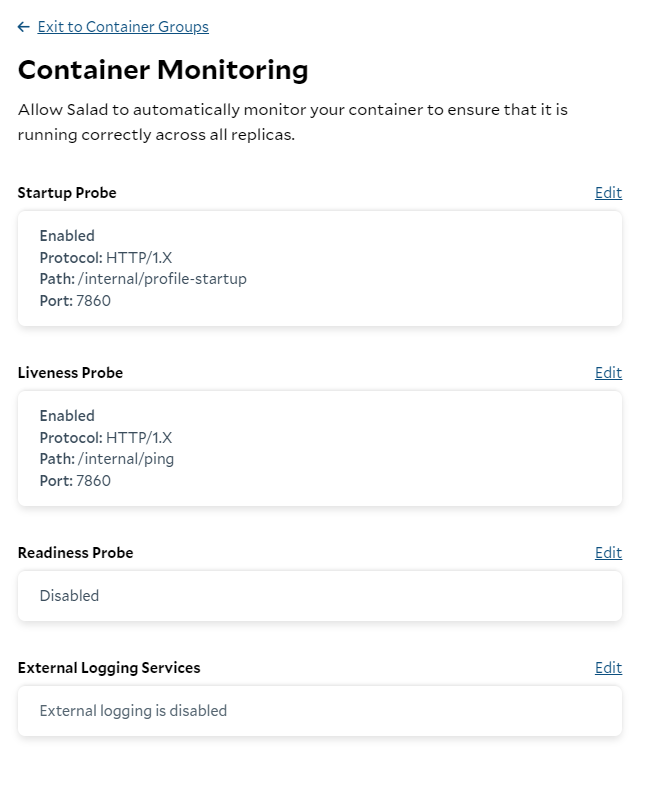 ← Exit to Container Groups
Container Monitoring
Allow Salad to automatically monitor your container to ensure that it is
running correctly across all replicas.
Startup Probe Edit
Enabled
Protocol: HTTP/1.X
Path: /internal/profile-startup
Port: 7860
Liveness Probe Edit
Enabled
Protocol: HTTP/1.X
Path: /internal/ping
Port: 7860
Readiness Probe Edit
Disabled
External Logging Services Edit
External logging is disabled